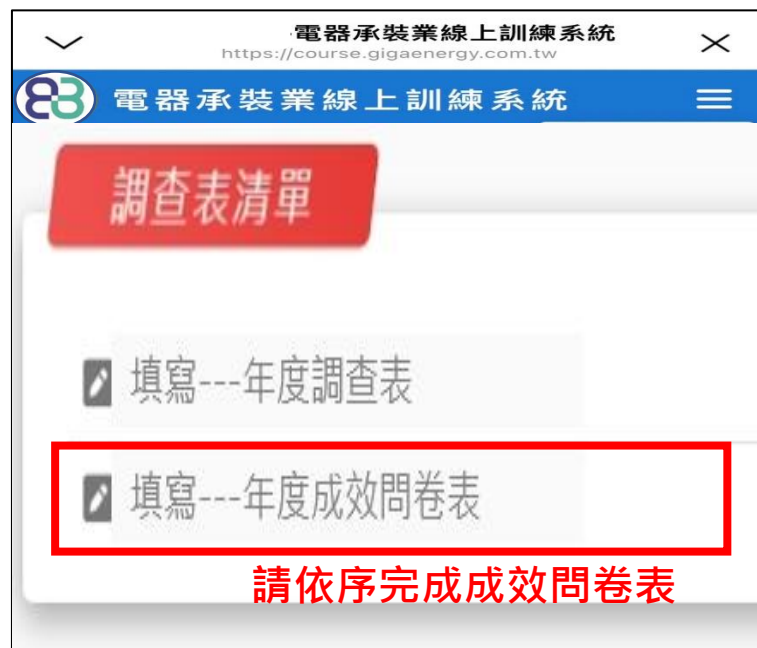 電器承裝業線上訓練系統
https://course.gigaenergy.com.tw
電器承裝業線上訓練系統
調查表清單
填寫---年度調查表
填寫---年度成效問卷表
請依序完成成效問卷表